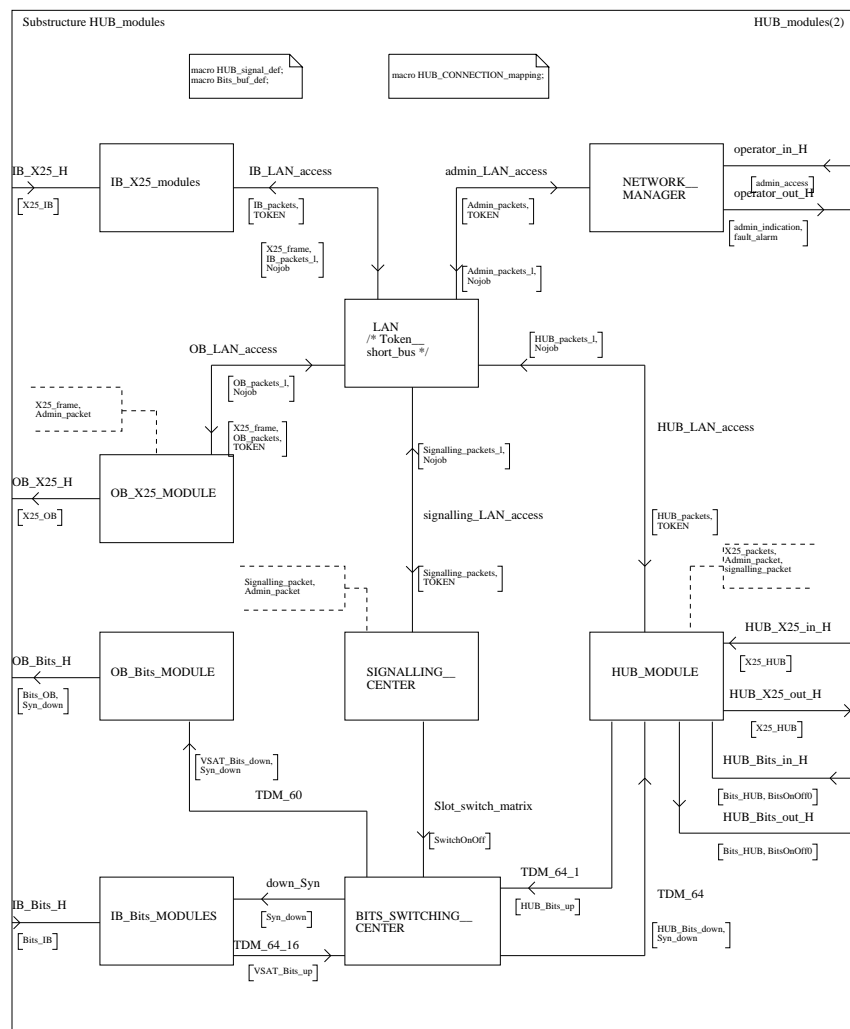 Substructure HUB_modules
HUB_modules(2)
macro HUB_signal_def;
macro Bits_buf_def;
macro HUB_CONNECTION_mapping;
IB_X25_H
[X25_IB]
IB_X25_modules
IB_LAN_access
[IB_packets,
TOKEN]
[X25_frame,
IB_packets_l,
Nojob]
admin_LAN_access
[Admin_packets,
TOKEN]
[Admin_packets_l,
Nojob]
NETWORK__
MANAGER
operator_in_H
[admin_access]
operator_out_H
[admin_indication,
fault_alarm]
LAN
/* Token__
short_bus */
OB_LAN_access
[OB_packets_l,
Nojob]
[X25_frame,
OB_packets,
TOKEN]
[HUB_packets_l,
Nojob]
HUB_LAN_access
[HUB_packets,
TOKEN]
X25_frame,
Admin_packet
OB_X25_H
[X25_OB]
OB_X25_MODULE
[Signalling_packets_l,
Nojob]
signalling_LAN_access
[Signalling_packets,
TOKEN]
Signalling_packet,
Admin_packet
X25_packets,
Admin_packet,
signalling_packet
OB_Bits_H
[Bits_OB,
Syn_down]
OB_Bits_MODULE
SIGNALLING__
CENTER
HUB_MODULE
HUB_X25_in_H
[X25_HUB]
HUB_X25_out_H
[X25_HUB]
HUB_Bits_in_H
[Bits_HUB, BitsOnOff0]
HUB_Bits_out_H
[Bits_HUB, BitsOnOff0]
[VSAT_Bits_down,
Syn_down]
TDM_60
Slot_switch_matrix
[SwitchOnOff]
IB_Bits_H
[Bits_IB]
IB_Bits_MODULES
down_Syn
[Syn_down]
TDM_64_16
[VSAT_Bits_up]
BITS_SWITCHING__
CENTER
TDM_64_1
[HUB_Bits_up]
TDM_64
[HUB_Bits_down,
Syn_down]